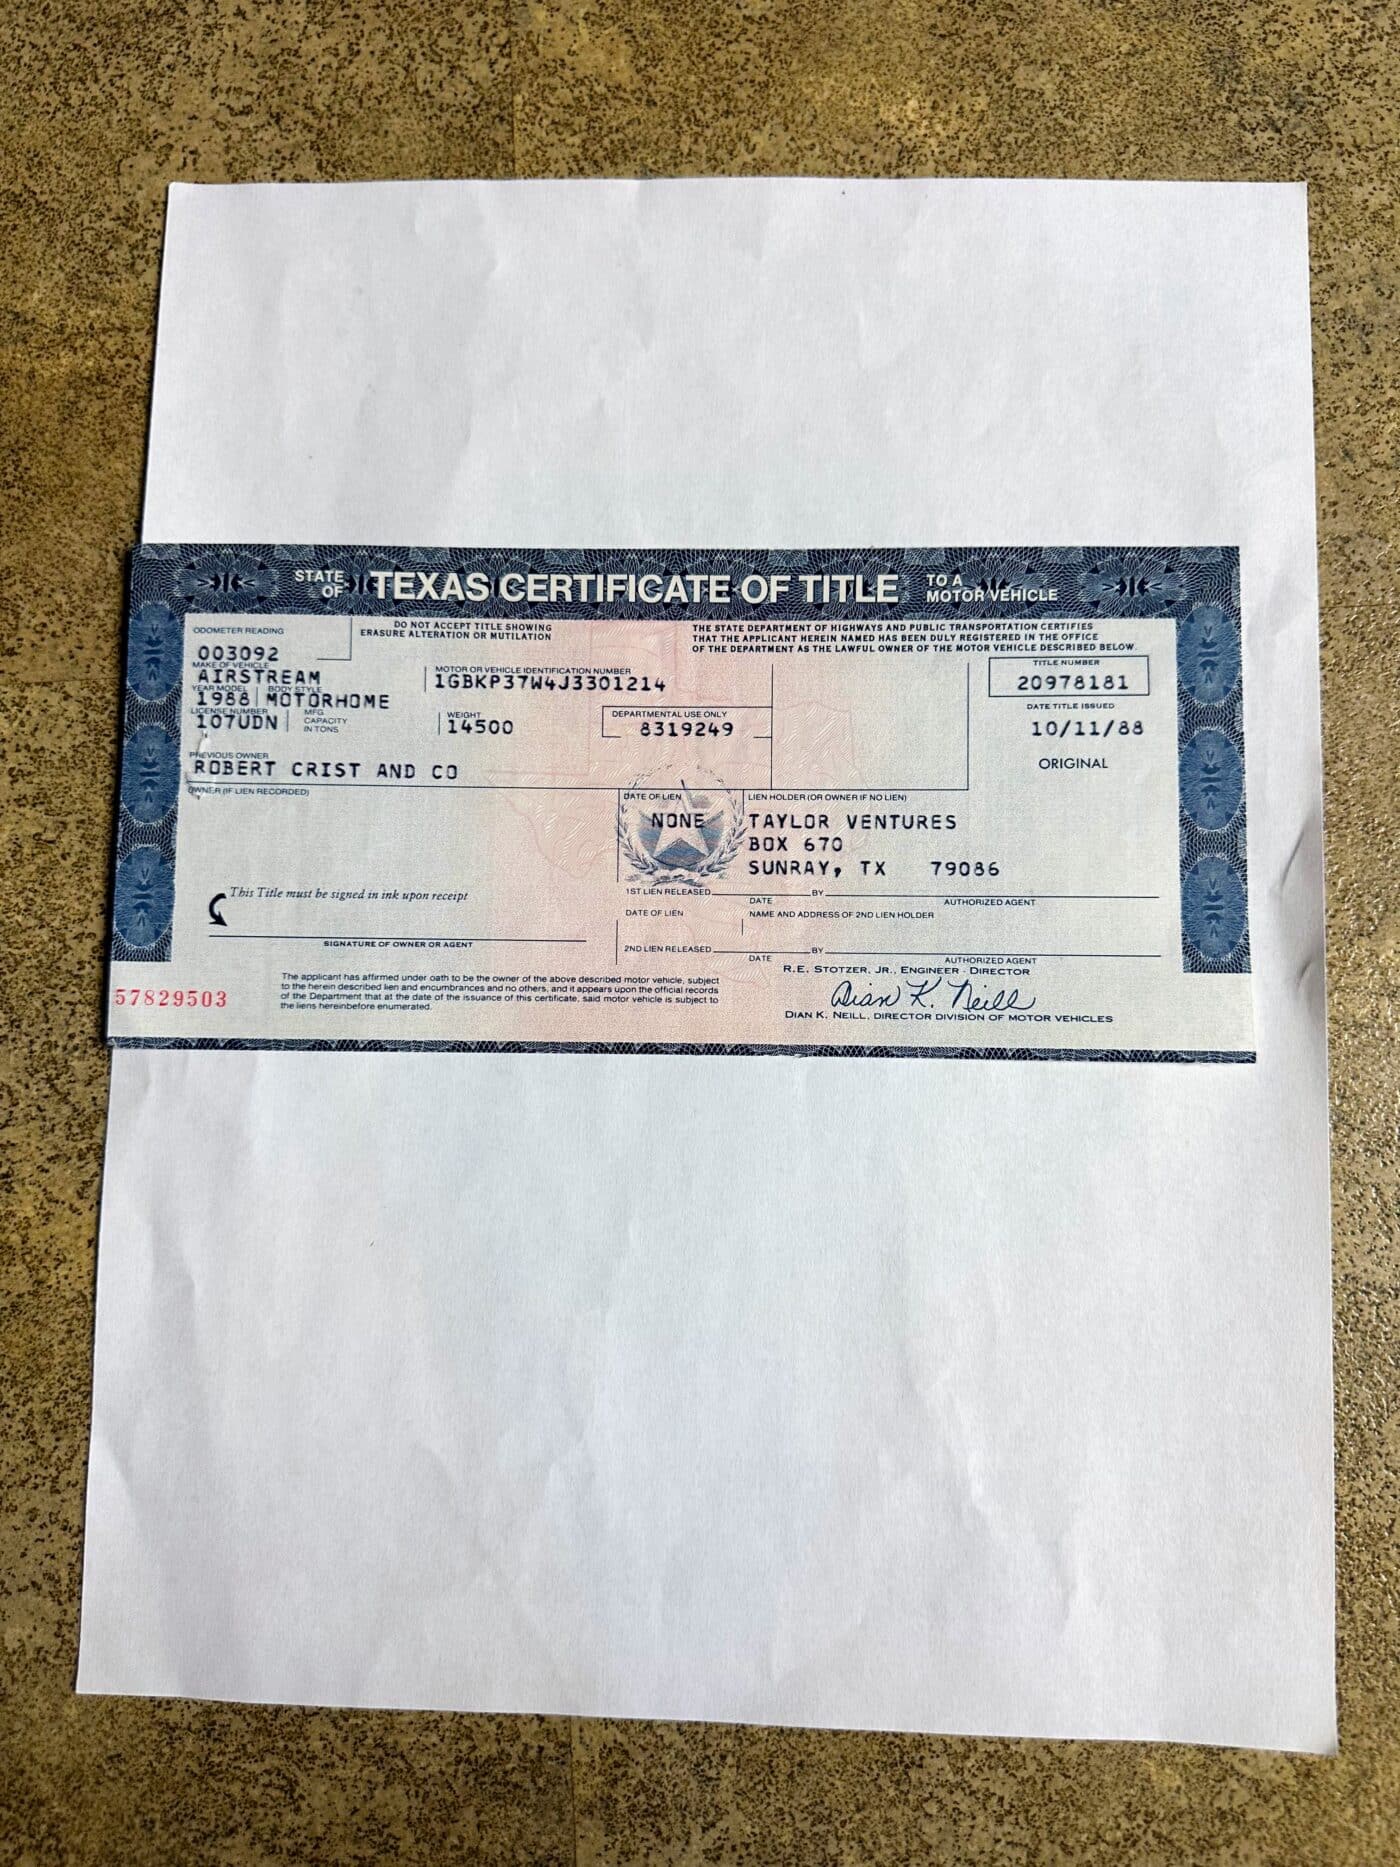 STATE OF TEXAS CERTIFICATE OF TITLE TO A MOTOR VEHICLE
ODOMETER READING
003092
DO NOT ACCEPT TITLE SHOWING
ERASURE ALTERATION OR MUTILATION
THE STATE DEPARTMENT OF HIGHWAYS AND PUBLIC TRANSPORTATION CERTIFIES
THAT THE APPLICANT HEREIN NAMED HAS BEEN DULY REGISTERED IN THE OFFICE
OF THE DEPARTMENT AS THE LAWFUL OWNER OF THE MOTOR VEHICLE DESCRIBED BELOW.
MAKE OF VEHICLE
AIRSTREAM
MOTOR OR VEHICLE IDENTIFICATION NUMBER
1GBKP37W4J3301214
TITLE NUMBER
20978181
YEAR MODEL BODY STYLE
1988 MOTORHOME
LICENSE NUMBER
107UDN
MFG.
CAPACITY
IN TONS
WEIGHT
14500
DEPARTMENTAL USE ONLY
8319249
DATE TITLE ISSUED
10/11/88
PREVIOUS OWNER
ROBERT CRIST AND CO
ORIGINAL
OWNER (IF LIEN RECORDED)
DATE OF LIEN
NONE
LIEN HOLDER (OR OWNER IF NO LIEN)
TAYLOR VENTURES
BOX 670
SUNRAY, TX 79086
This Title must be signed in ink upon receipt
SIGNATURE OF OWNER OR AGENT
1ST LIEN RELEASED BY
DATE AUTHORIZED AGENT
DATE OF LIEN NAME AND ADDRESS OF 2ND LIEN HOLDER
2ND LIEN RELEASED BY
DATE AUTHORIZED AGENT
The applicant has affirmed under oath to be the owner of the above described motor vehicle, subject
to the herein described lien and encumbrances and no others, and it appears upon the official records
of the Department that at the date of the issuance of this certificate, said motor vehicle is subject to
the liens hereinbefore enumerated.
57829503
R.E. STOTZER, JR., ENGINEER - DIRECTOR
Dian K. Neill
DIAN K. NEILL, DIRECTOR DIVISION OF MOTOR VEHICLES